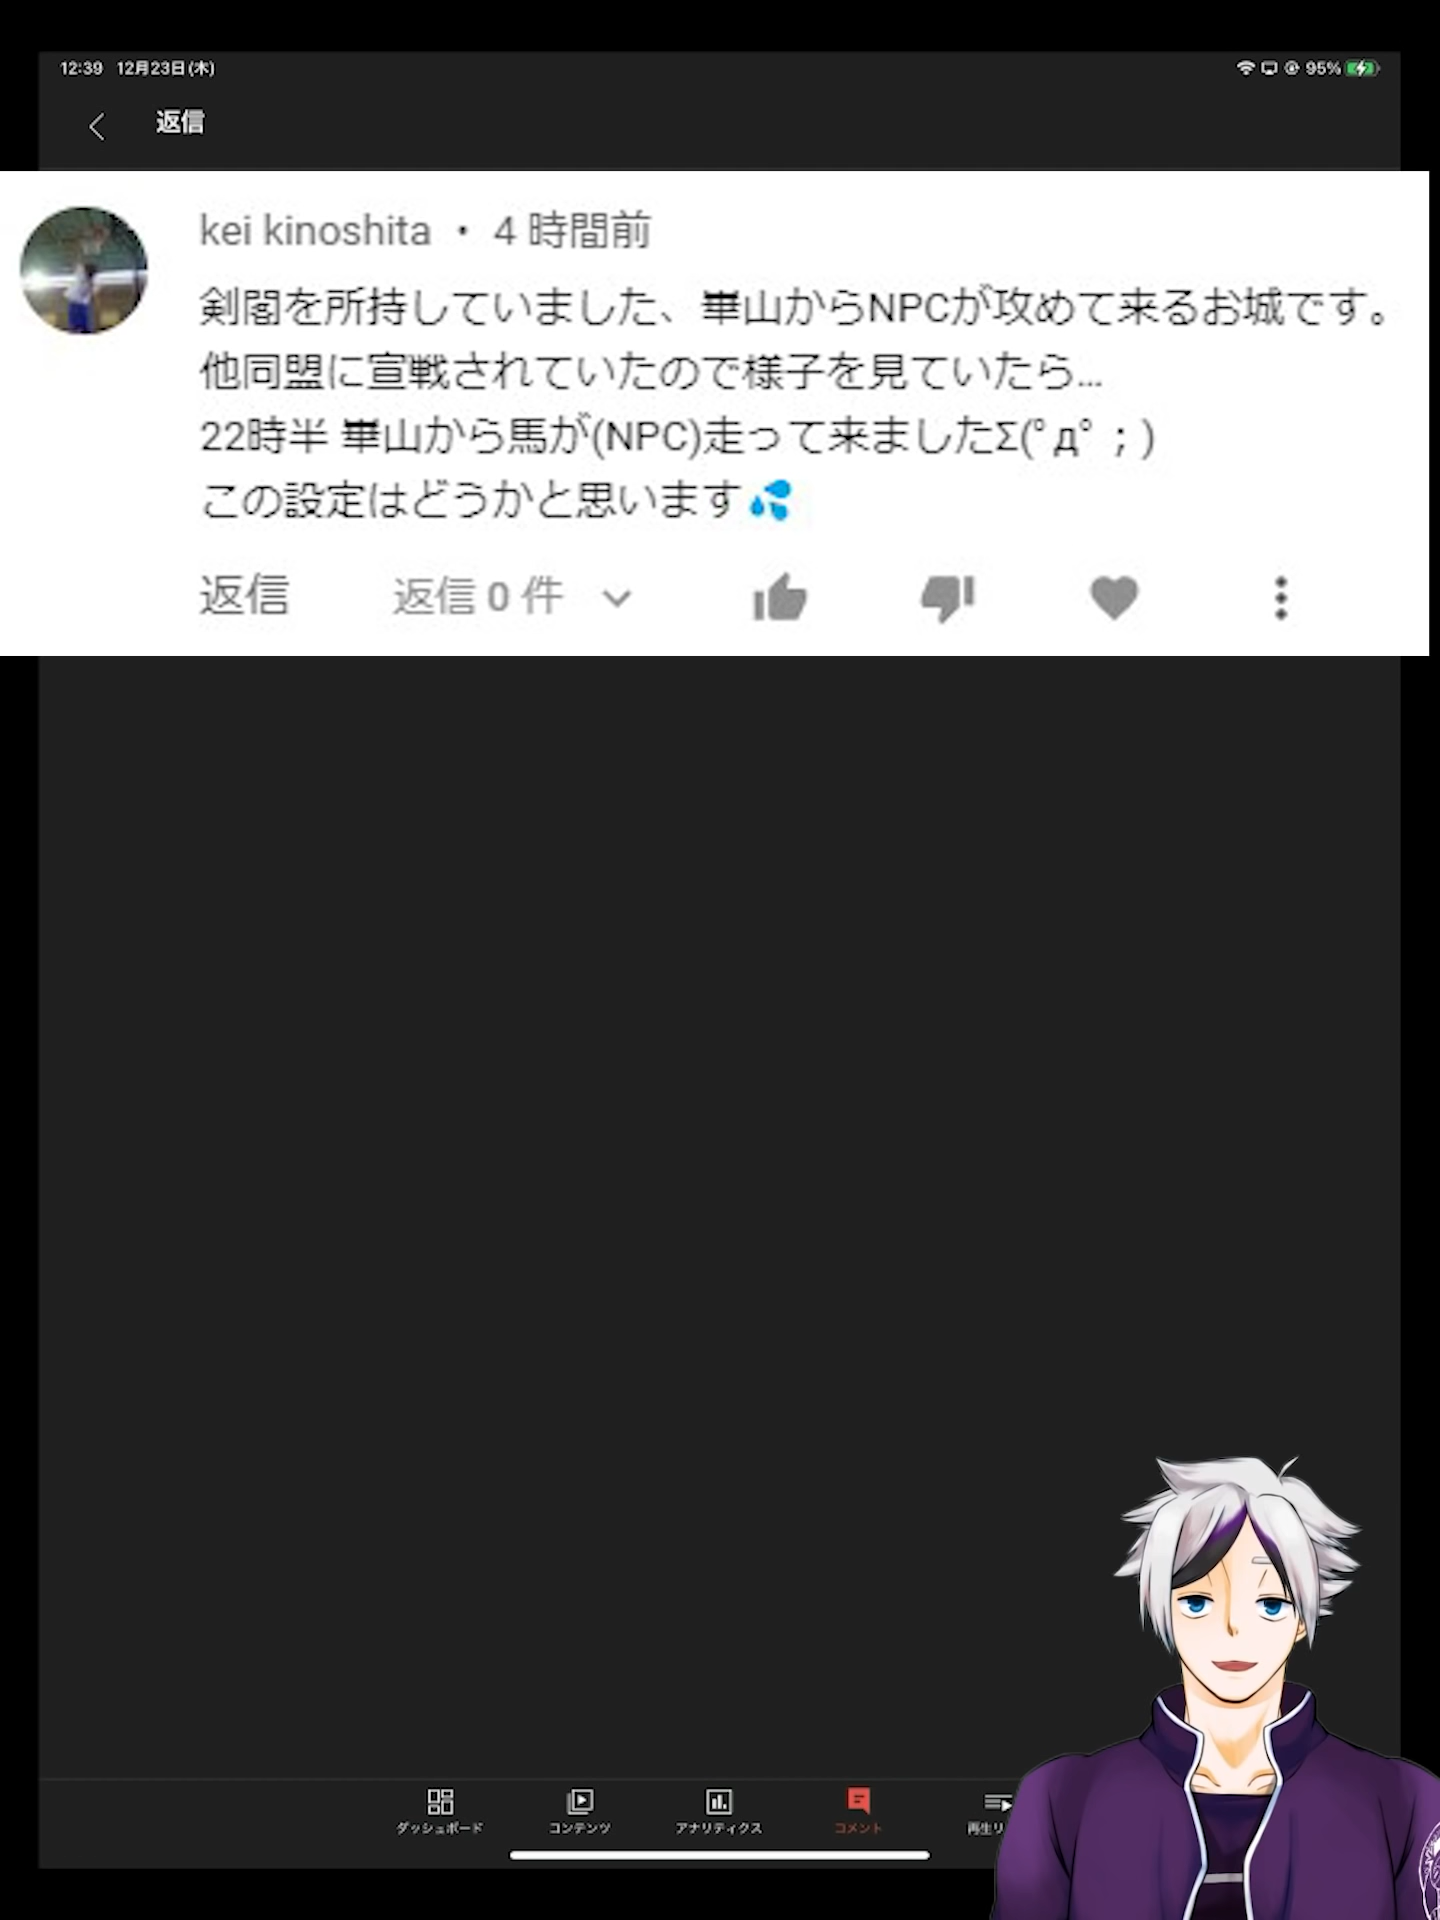 12:39 12月23日(木)
95%
返信
kei kinoshita • 4 時間前
剣閣を所持していました、崋山からNPCが攻めて来るお城です。
他同盟に宣戦されていたので様子を見ていたら...
22時半 崋山から馬が(NPC)走って来ましたΣ(ﾟдﾟ；)
この設定はどうかと思います💦
返信 返信 0 件
ダッシュボード コンテンツ アナリティクス コメント 再生リ